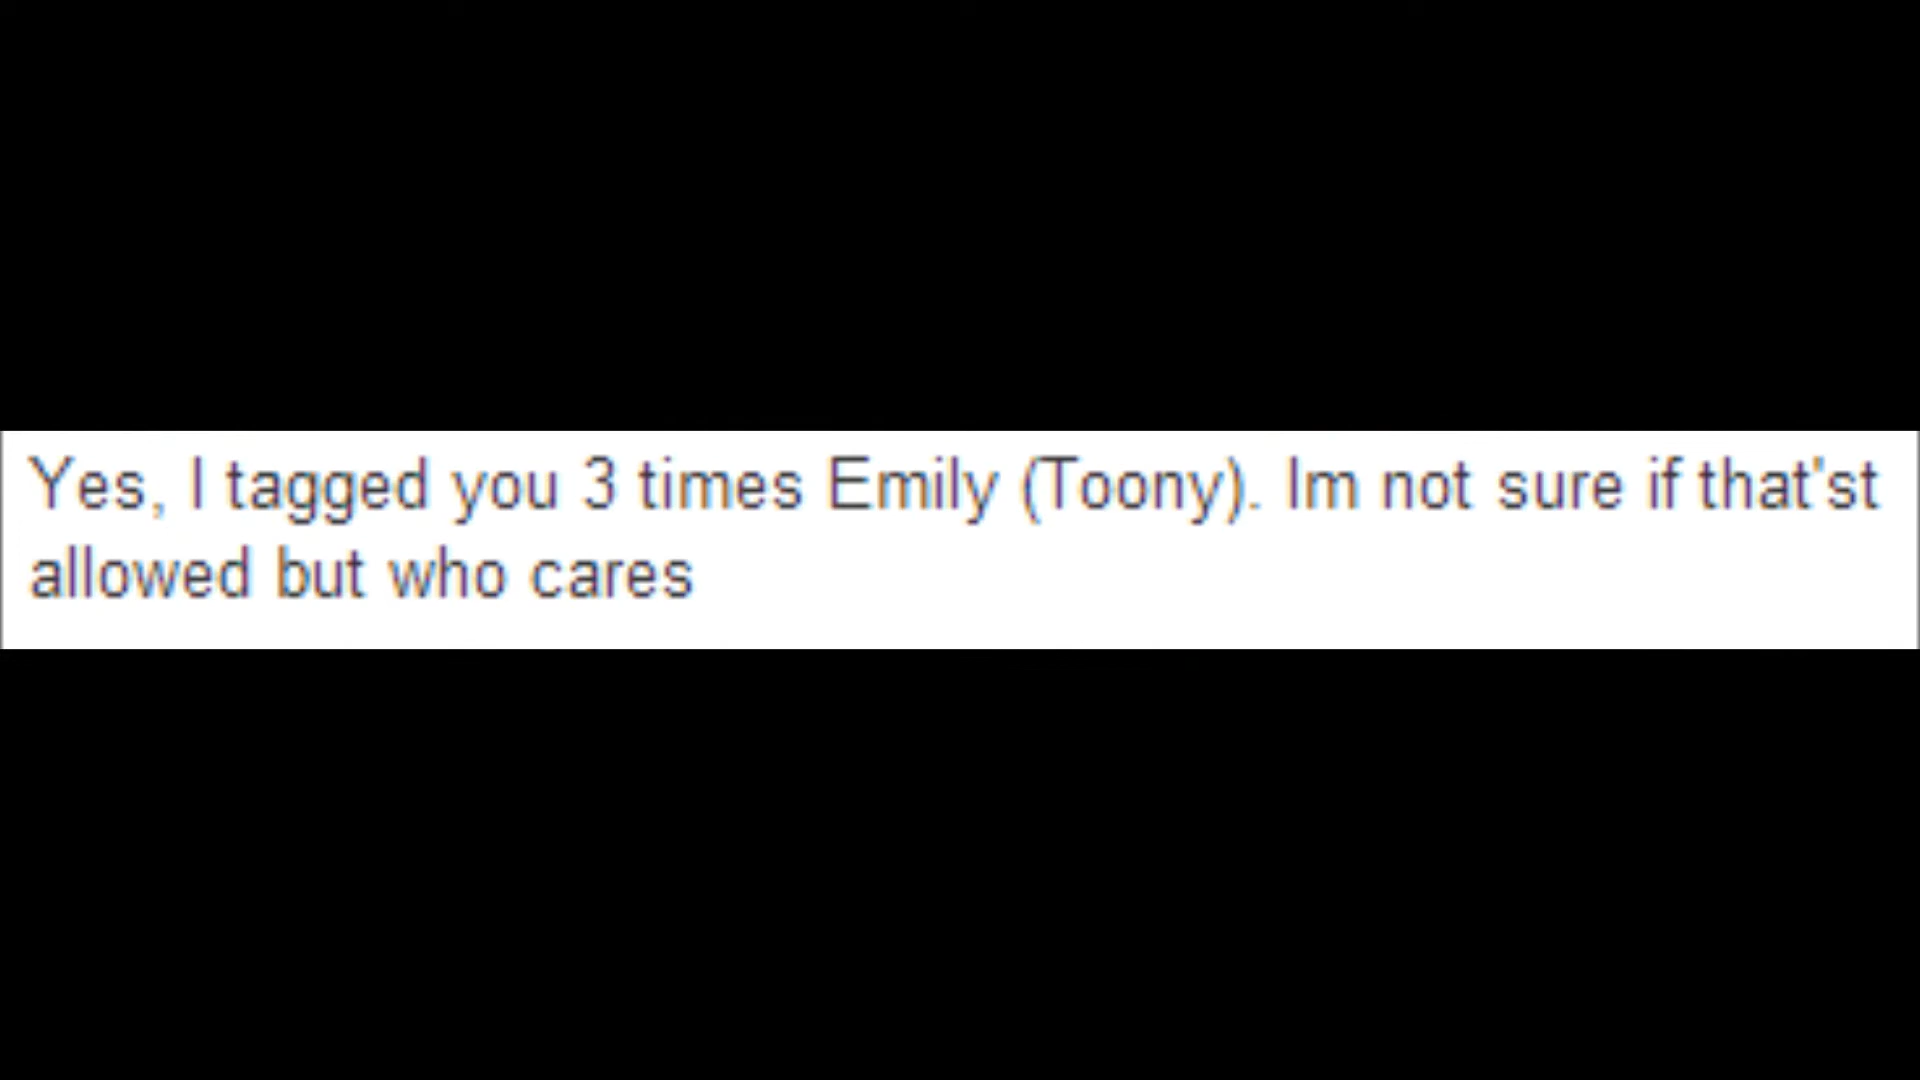 Yes, I tagged you 3 times Emily (Toony). Im not sure if that'st
allowed but who cares